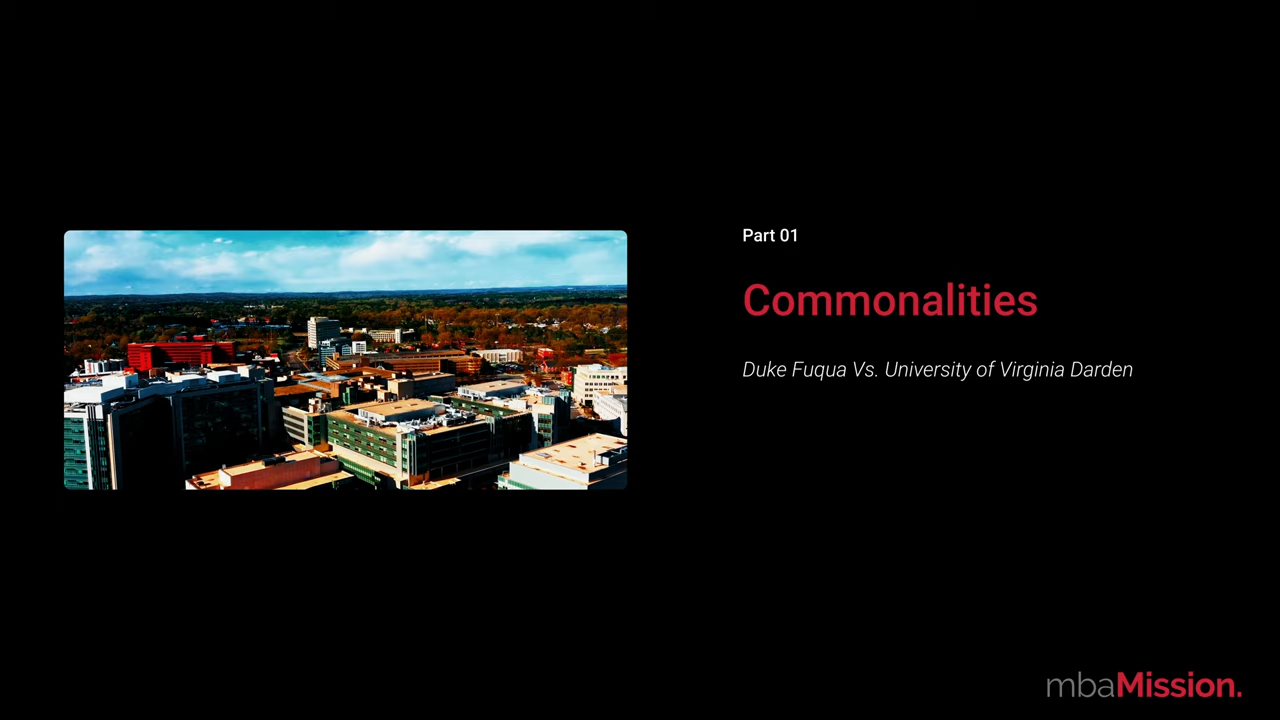 Part 01
Commonalities
Duke Fuqua Vs. University of Virginia Darden
mbaMission.